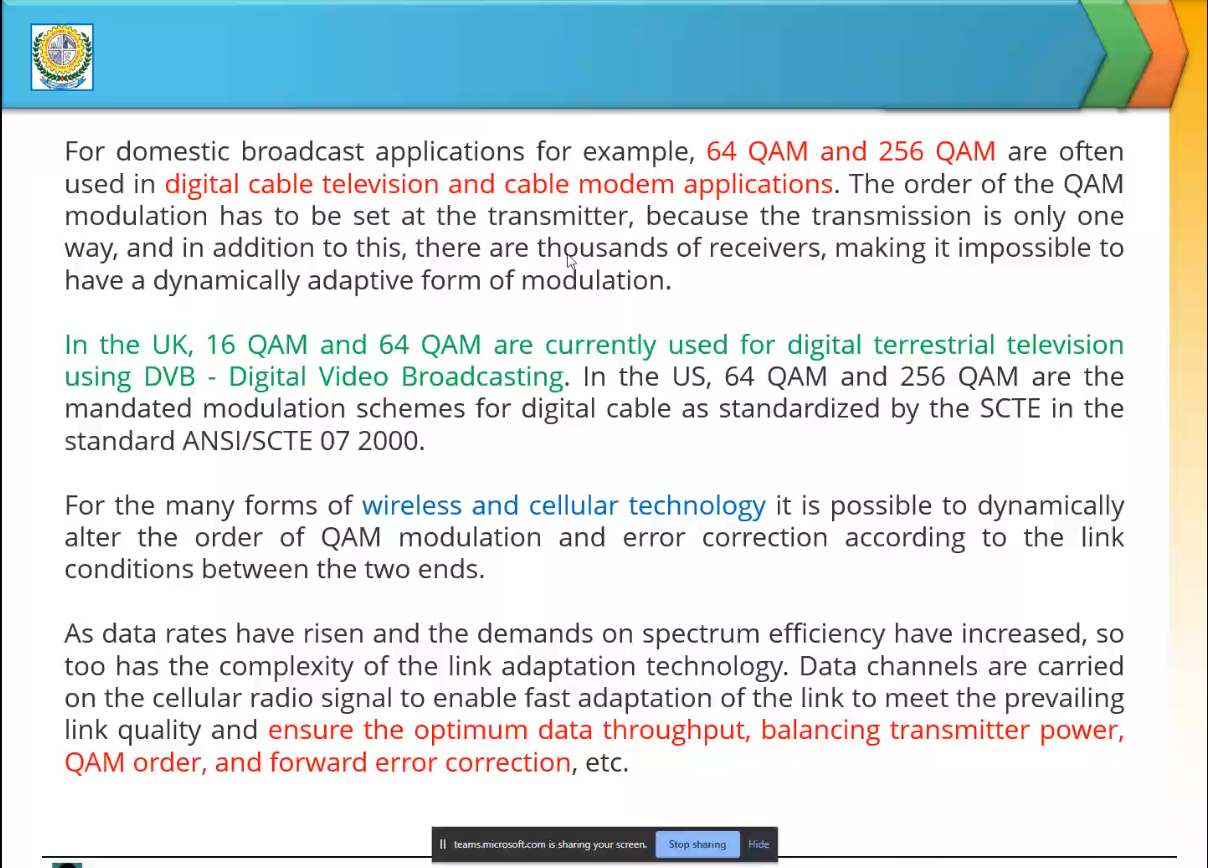 For domestic broadcast applications for example, 64 QAM and 256 QAM are often
used in digital cable television and cable modem applications. The order of the QAM
modulation has to be set at the transmitter, because the transmission is only one
way, and in addition to this, there are thousands of receivers, making it impossible to
have a dynamically adaptive form of modulation.
In the UK, 16 QAM and 64 QAM are currently used for digital terrestrial television
using DVB - Digital Video Broadcasting. In the US, 64 QAM and 256 QAM are the
mandated modulation schemes for digital cable as standardized by the SCTE in the
standard ANSI/SCTE 07 2000.
For the many forms of wireless and cellular technology it is possible to dynamically
alter the order of QAM modulation and error correction according to the link
conditions between the two ends.
As data rates have risen and the demands on spectrum efficiency have increased, so
too has the complexity of the link adaptation technology. Data channels are carried
on the cellular radio signal to enable fast adaptation of the link to meet the prevailing
link quality and ensure the optimum data throughput, balancing transmitter power,
QAM order, and forward error correction, etc.
teams.microsoft.com is sharing your screen. Stop sharing Hide